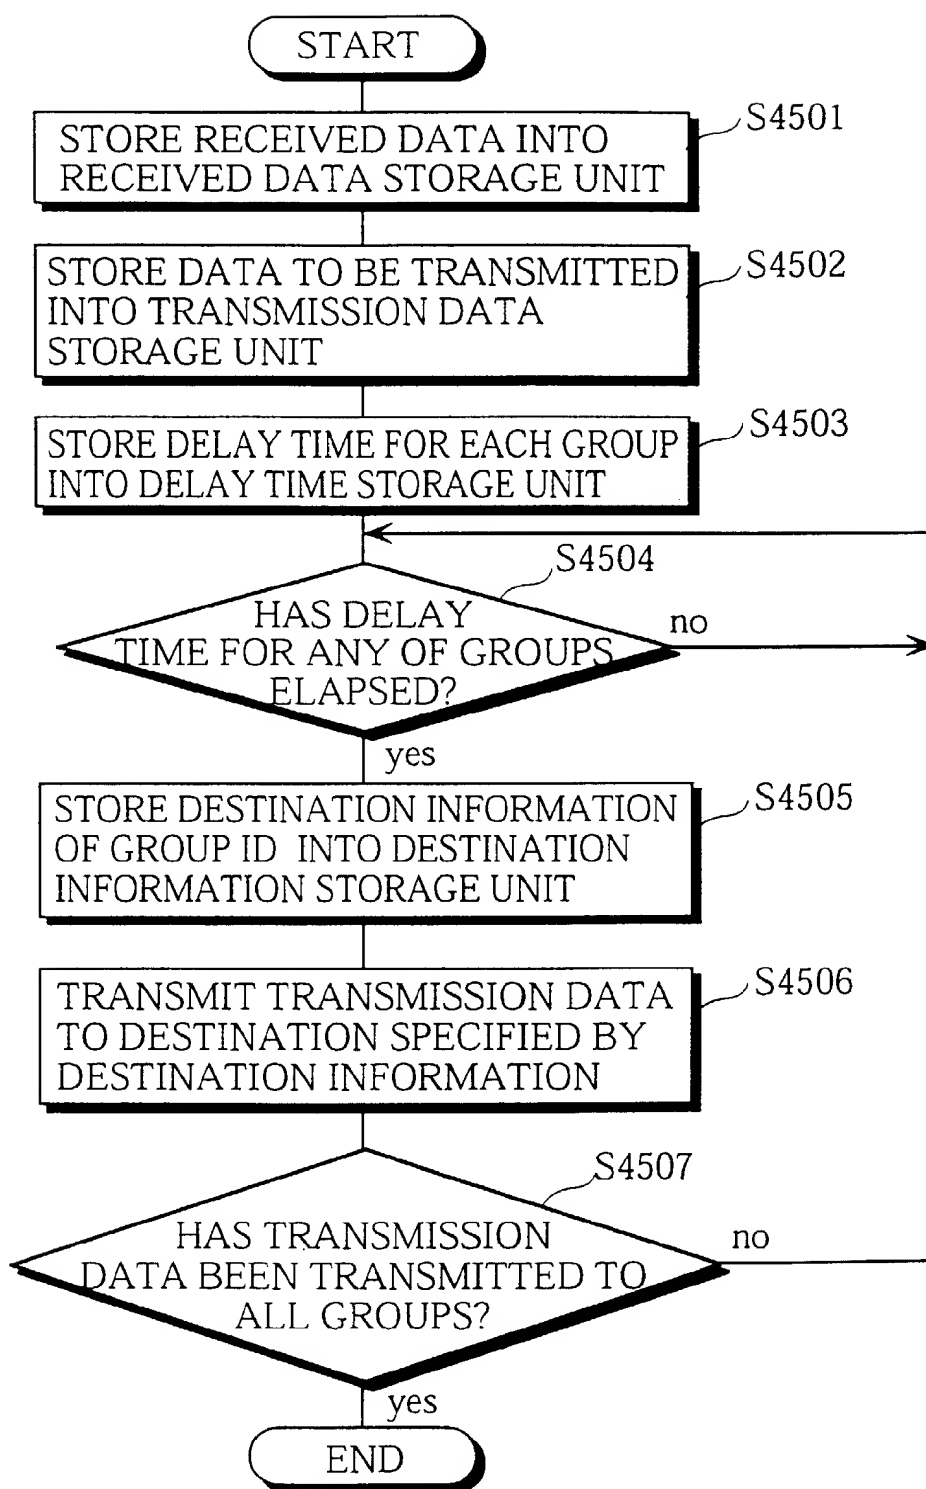 START
S4501
STORE RECEIVED DATA INTO
RECEIVED DATA STORAGE UNIT
S4502
STORE DATA TO BE TRANSMITTED
INTO TRANSMISSION DATA
STORAGE UNIT
S4503
STORE DELAY TIME FOR EACH GROUP
INTO DELAY TIME STORAGE UNIT
S4504
HAS DELAY
TIME FOR ANY OF GROUPS
ELAPSED?
no
yes
S4505
STORE DESTINATION INFORMATION
OF GROUP ID INTO DESTINATION
INFORMATION STORAGE UNIT
S4506
TRANSMIT TRANSMISSION DATA
TO DESTINATION SPECIFIED BY
DESTINATION INFORMATION
S4507
HAS TRANSMISSION
DATA BEEN TRANSMITTED TO
ALL GROUPS?
no
yes
END